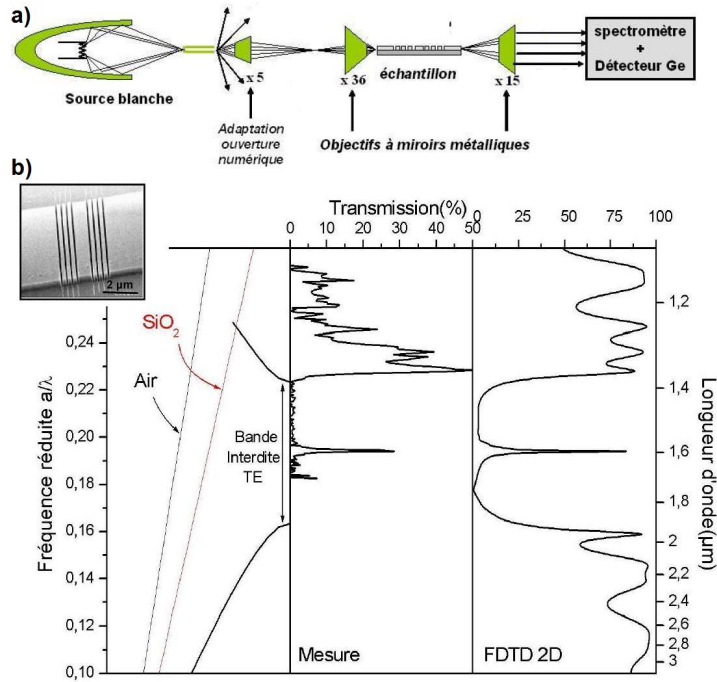 a)
x 5
x 36
échantillon
x 15
spectromètre
+
Détecteur Ge
Source blanche
Adaptation
ouverture
numérique
Objectifs à miroirs métalliques
b)
2 µm
Transmission(%)
0 10 20 30 40 50
0 25 50 75 100
SiO2
Air
Bande
Interdite
TE
Fréquence réduite a/λ
0,24
0,22
0,20
0,18
0,16
0,14
0,12
0,10
Mesure
FDTD 2D
1,2
1,4
1,6
1,8
2
2,2
2,4
2,6
2,8
3
Longueur d'onde(µm)